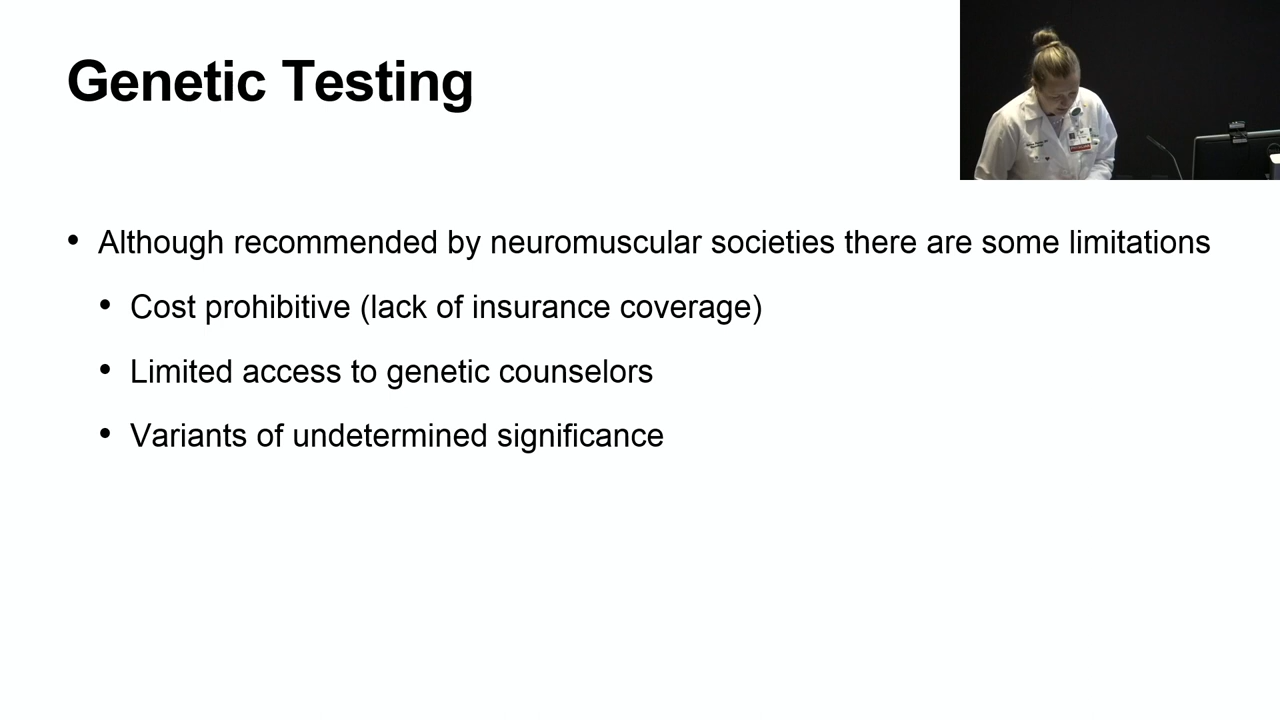 Genetic Testing
• Although recommended by neuromuscular societies there are some limitations
• Cost prohibitive (lack of insurance coverage)
• Limited access to genetic counselors
• Variants of undetermined significance